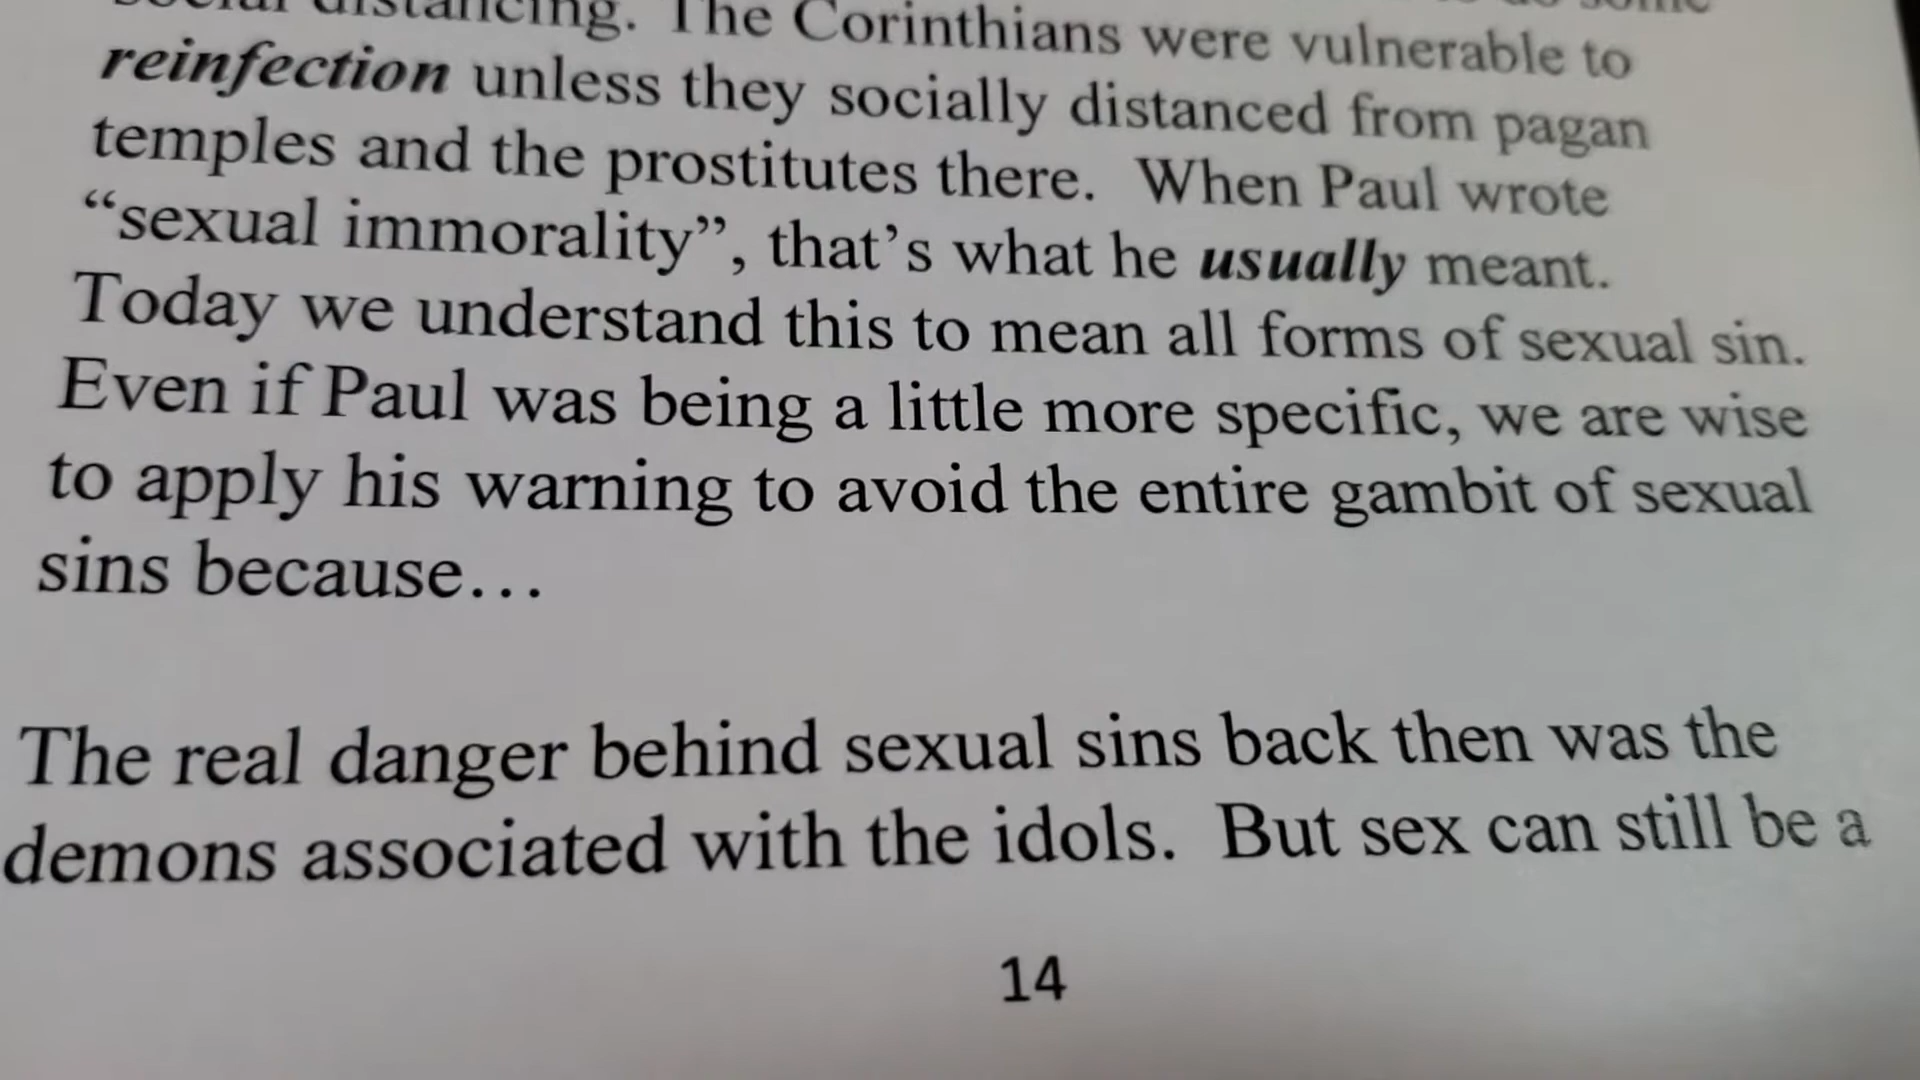 social distancing. The Corinthians were vulnerable to
reinfection unless they socially distanced from pagan
temples and the prostitutes there. When Paul wrote
“sexual immorality”, that’s what he usually meant.
Today we understand this to mean all forms of sexual sin.
Even if Paul was being a little more specific, we are wise
to apply his warning to avoid the entire gambit of sexual
sins because…
The real danger behind sexual sins back then was the
demons associated with the idols. But sex can still be a
14